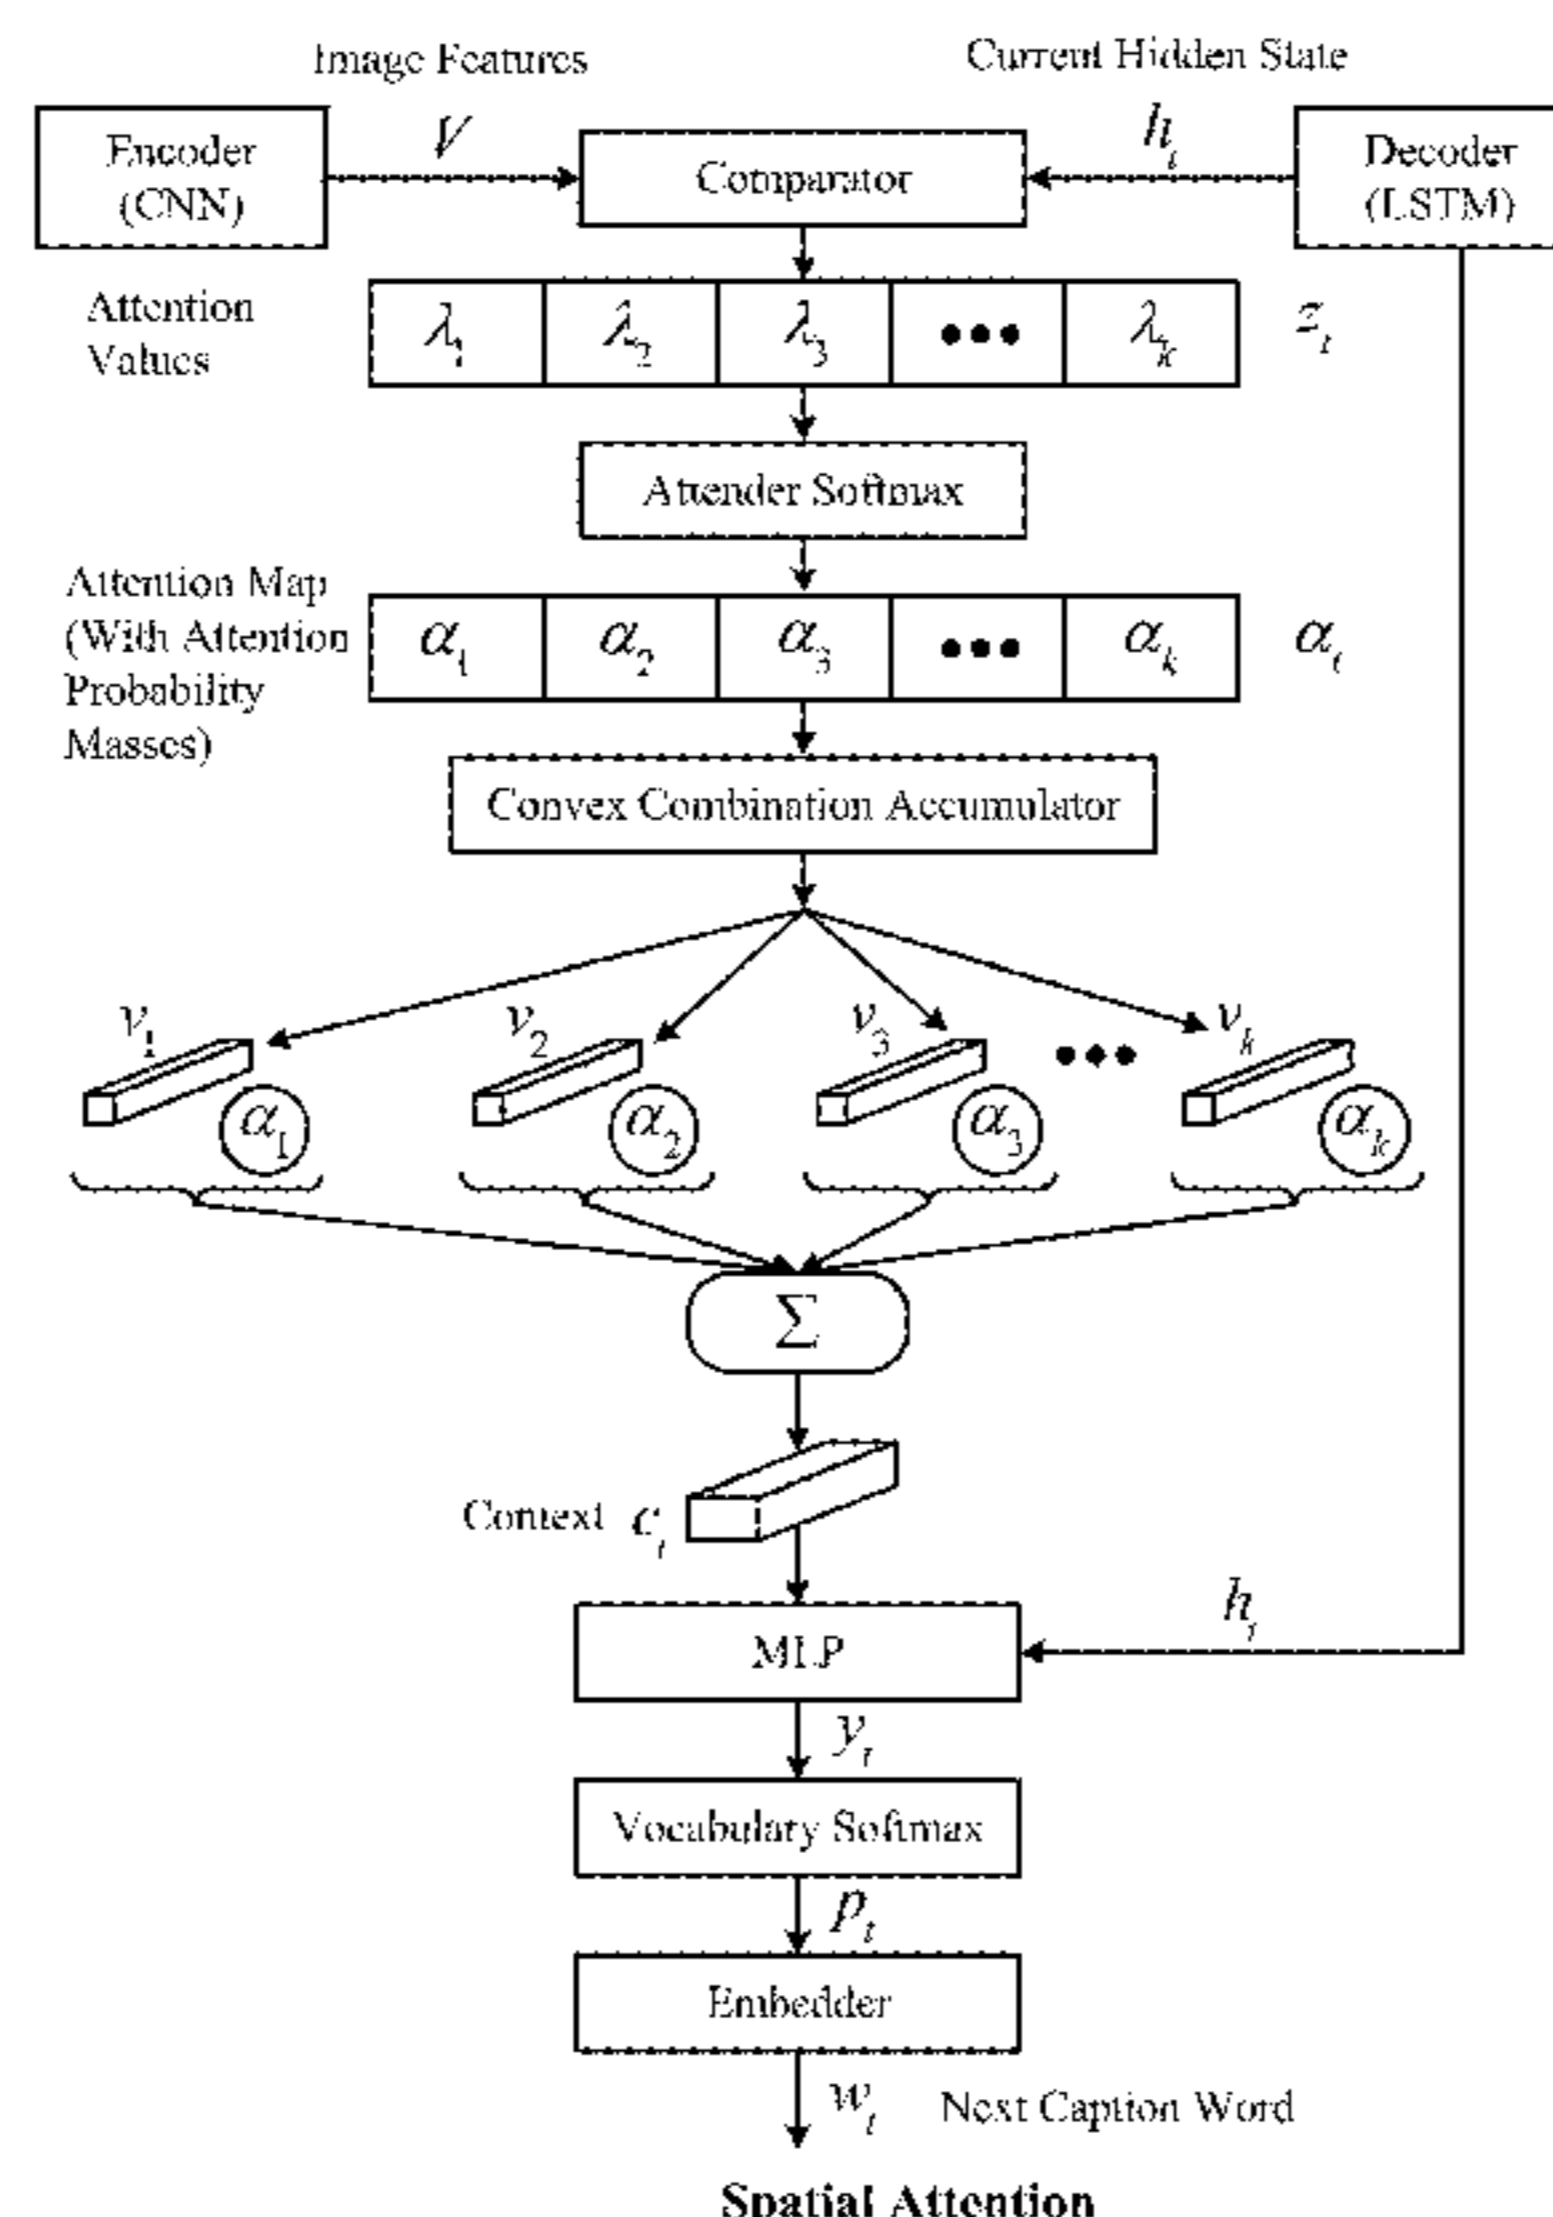 Image Features
Current Hidden State
Encoder
(CNN)
V
Comparator
h_t
Decoder
(LSTM)
Attention
Values
λ_1 λ_2 λ_3 ••• λ_k z_t
Attender Softmax
Attention Map
(With Attention
Probability
Masses)
α_1 α_2 α_3 ••• α_k α_t
Convex Combination Accumulator
v_1 v_2 v_3 ••• v_k
α_1 α_2 α_3 α_k
Σ
Context c_t
h_t
MLP
y_t
Vocabulary Softmax
p_t
Embedder
w_t Next Caption Word
Spatial Attention